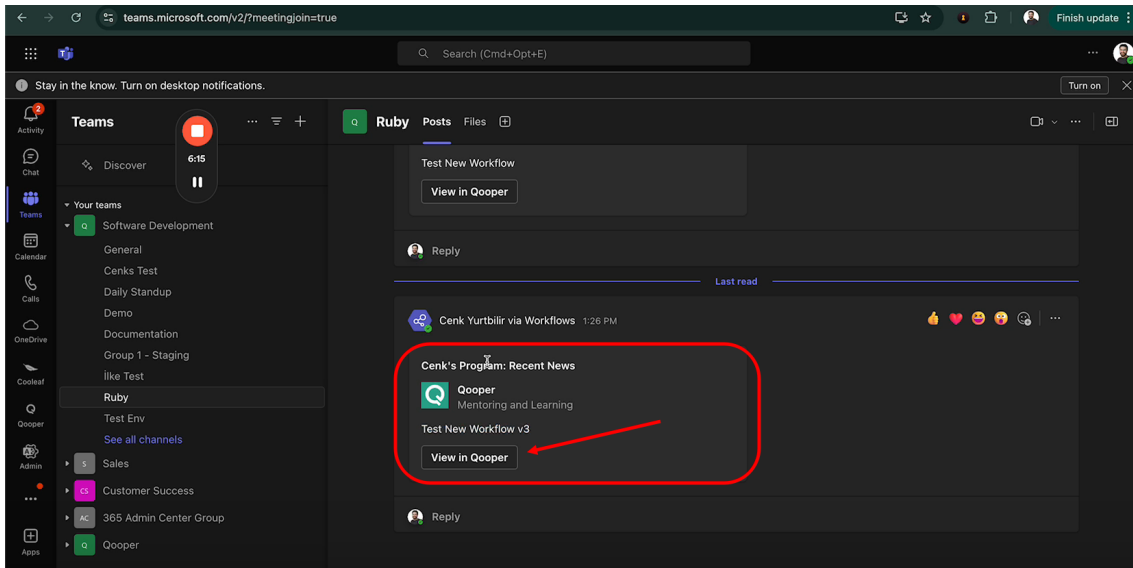 teams.microsoft.com/v2/?meetingjoin=true
Finish update
Search (Cmd+Opt+E)
Stay in the know. Turn on desktop notifications.
Turn on
2
Activity
Chat
Teams
Calendar
Calls
OneDrive
Cooleaf
Qooper
Admin
Apps
Teams
6:15
Discover
Your teams
Q Software Development
General
Cenks Test
Daily Standup
Demo
Documentation
Group 1 - Staging
İlke Test
Ruby
Test Env
See all channels
S Sales
CS Customer Success
AC 365 Admin Center Group
Q Qooper
Q Ruby Posts Files
Test New Workflow
View in Qooper
Reply
Last read
Cenk Yurtbilir via Workflows 1:26 PM
Cenk's Program: Recent News
Qooper
Mentoring and Learning
Test New Workflow v3
View in Qooper
Reply